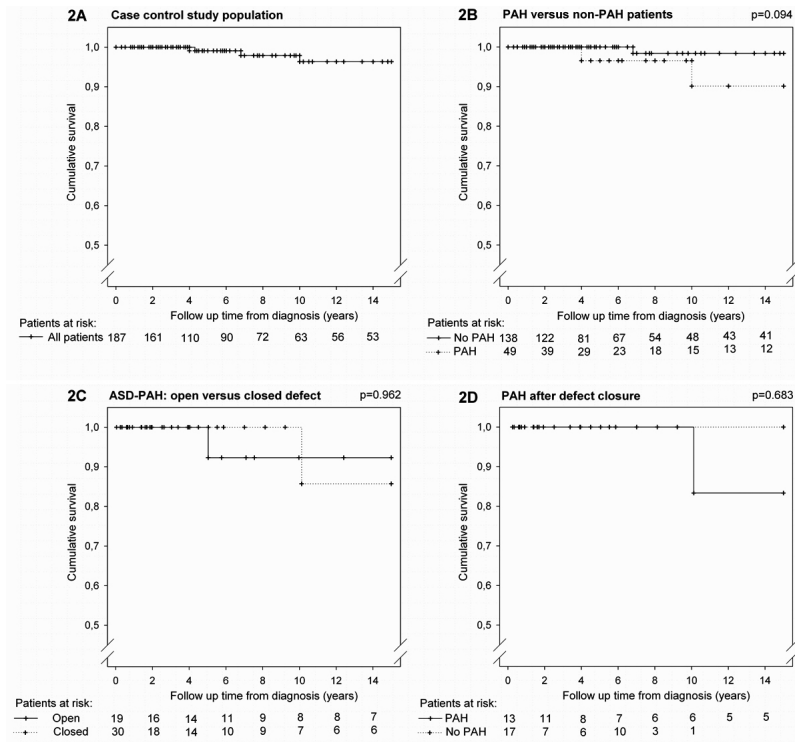 2A Case control study population
1,0
0,9
0,8
0,7
0,6
0,5
Cumulative survival
0 2 4 6 8 10 12 14
Follow up time from diagnosis (years)
Patients at risk:
All patients 187 161 110 90 72 63 56 53
2B PAH versus non-PAH patients p=0.094
1,0
0,9
0,8
0,7
0,6
0,5
Cumulative survival
0 2 4 6 8 10 12 14
Follow up time from diagnosis (years)
Patients at risk:
No PAH 138 122 81 67 54 48 43 41
PAH 49 39 29 23 18 15 13 12
2C ASD-PAH: open versus closed defect p=0.962
1,0
0,9
0,8
0,7
0,6
0,5
Cumulative survival
0 2 4 6 8 10 12 14
Follow up time from diagnosis (years)
Patients at risk:
Open 19 16 14 11 9 8 8 7
Closed 30 18 14 10 9 7 6 6
2D PAH after defect closure p=0.683
1,0
0,9
0,8
0,7
0,6
0,5
Cumulative survival
0 2 4 6 8 10 12 14
Follow up time from diagnosis (years)
Patients at risk:
PAH 13 11 8 7 6 6 5 5
No PAH 17 7 6 10 3 1